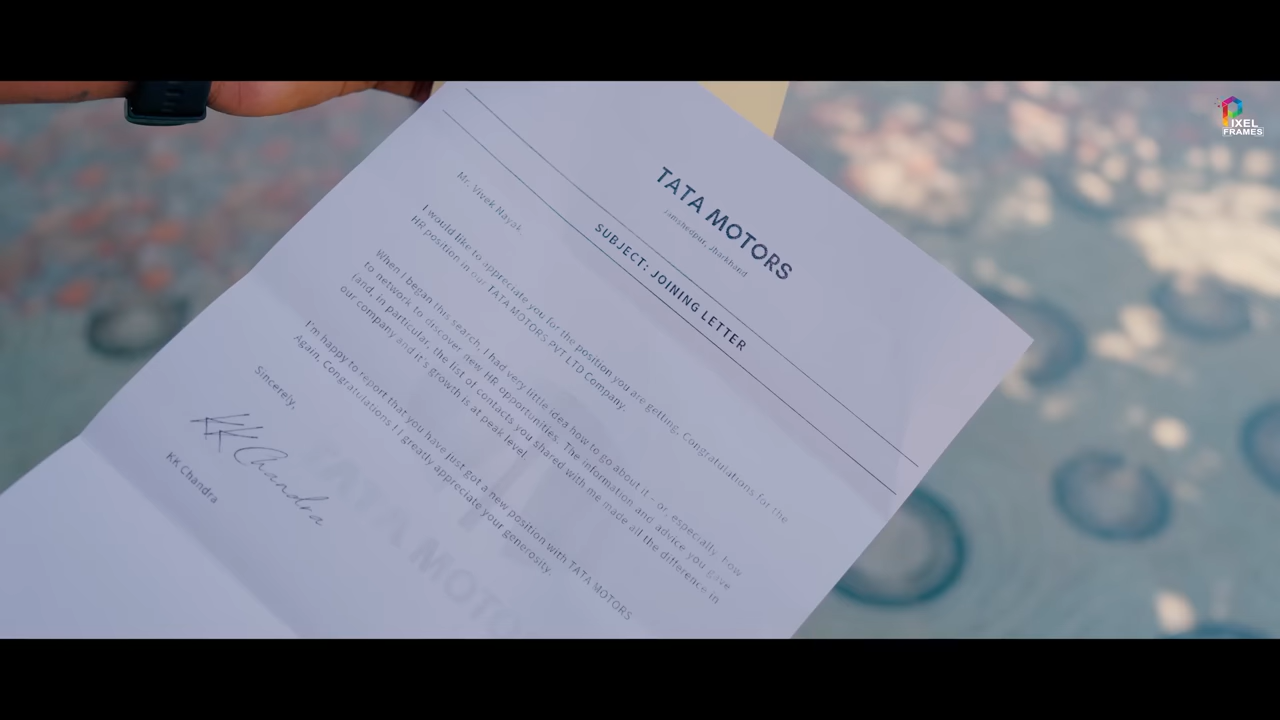 PIXEL
FRAMES
TATA MOTORS
Jamshedpur, Jharkhand
SUBJECT: JOINING LETTER
Mr. Vivek Nayak,
I would like to appreciate you for the position you are getting. Congratulations for the
HR position in our TATA MOTORS PVT LTD Company.
When I began this search, I had very little idea how to go about it - or, especially, how
to network to discover new HR opportunities. The information and advice you gave
(and, in particular, the list of contacts you shared with me made all the difference in
our company and it's growth is at peak level.
I'm happy to report that you have just got a new position with TATA MOTORS
Again, Congratulations ! I greatly appreciate your generosity.
Sincerely,
KK Chandra
KK Chandra
TATA MOTO